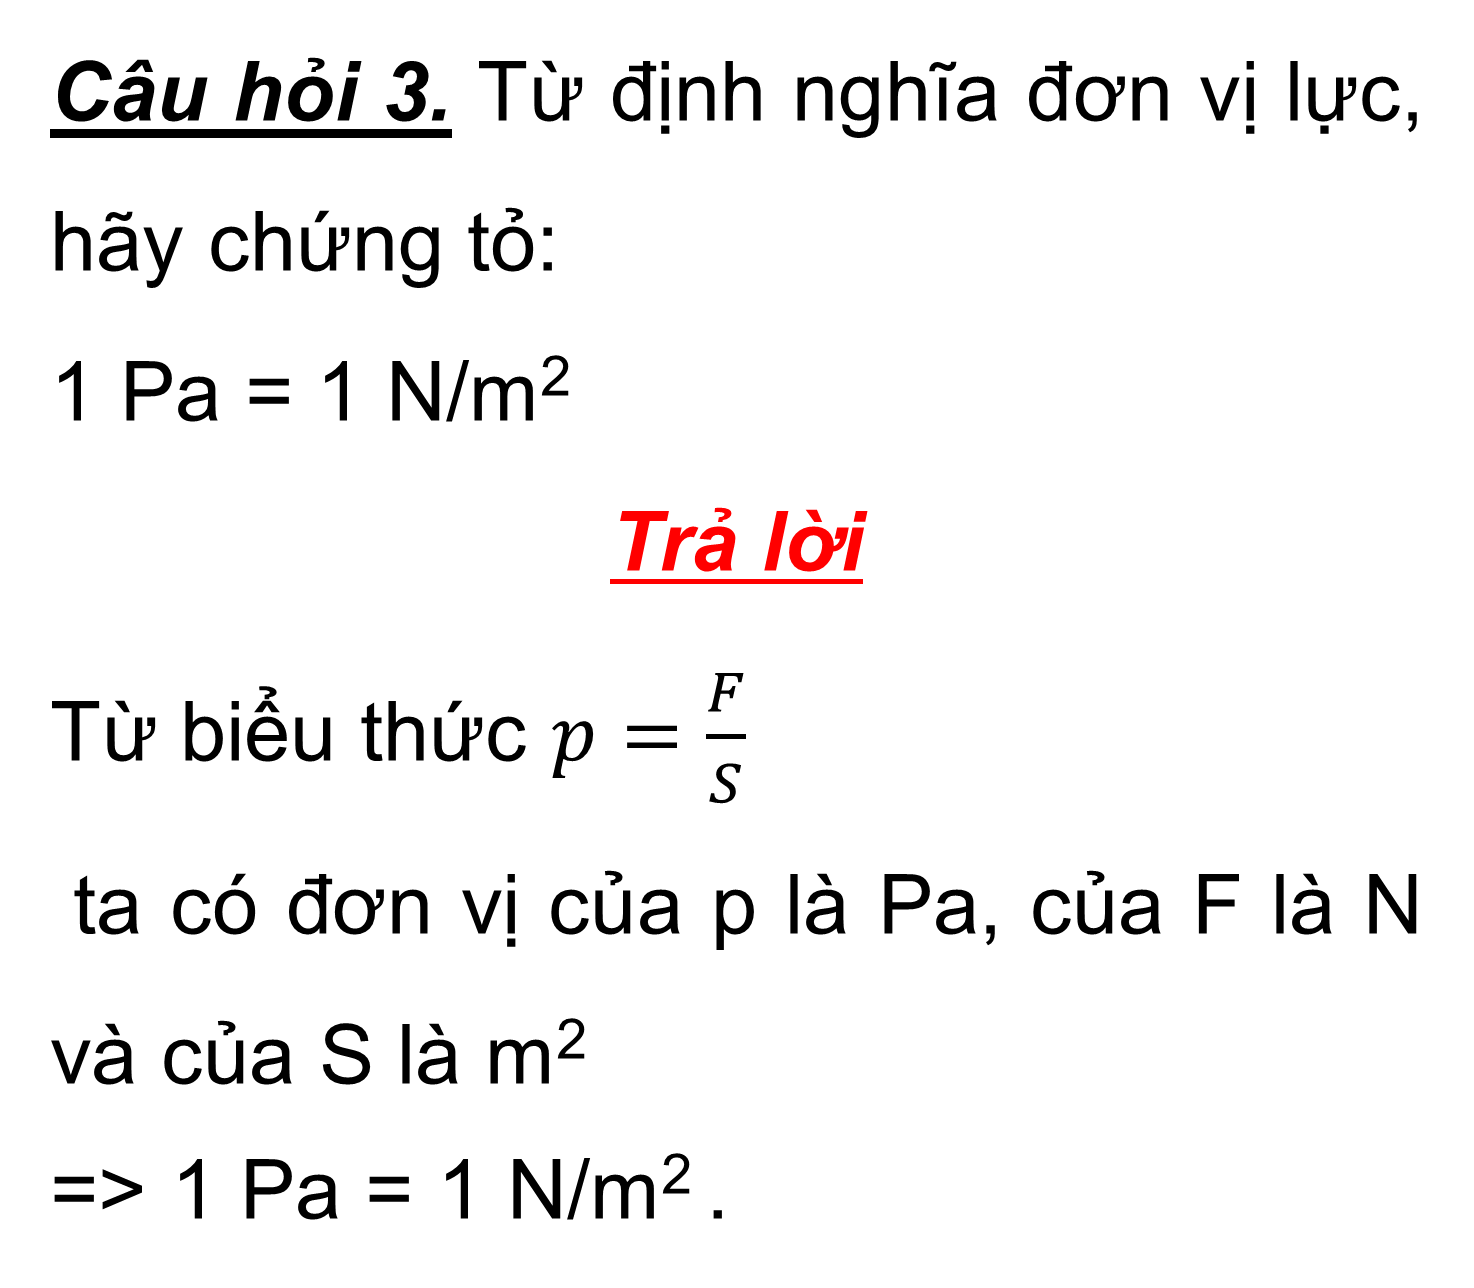 Câu hỏi 3. Từ định nghĩa đơn vị lực,
hãy chứng tỏ:
1 Pa = 1 N/m²
Trả lời
Từ biểu thức p = F/S
ta có đơn vị của p là Pa, của F là N
và của S là m²
=> 1 Pa = 1 N/m² .